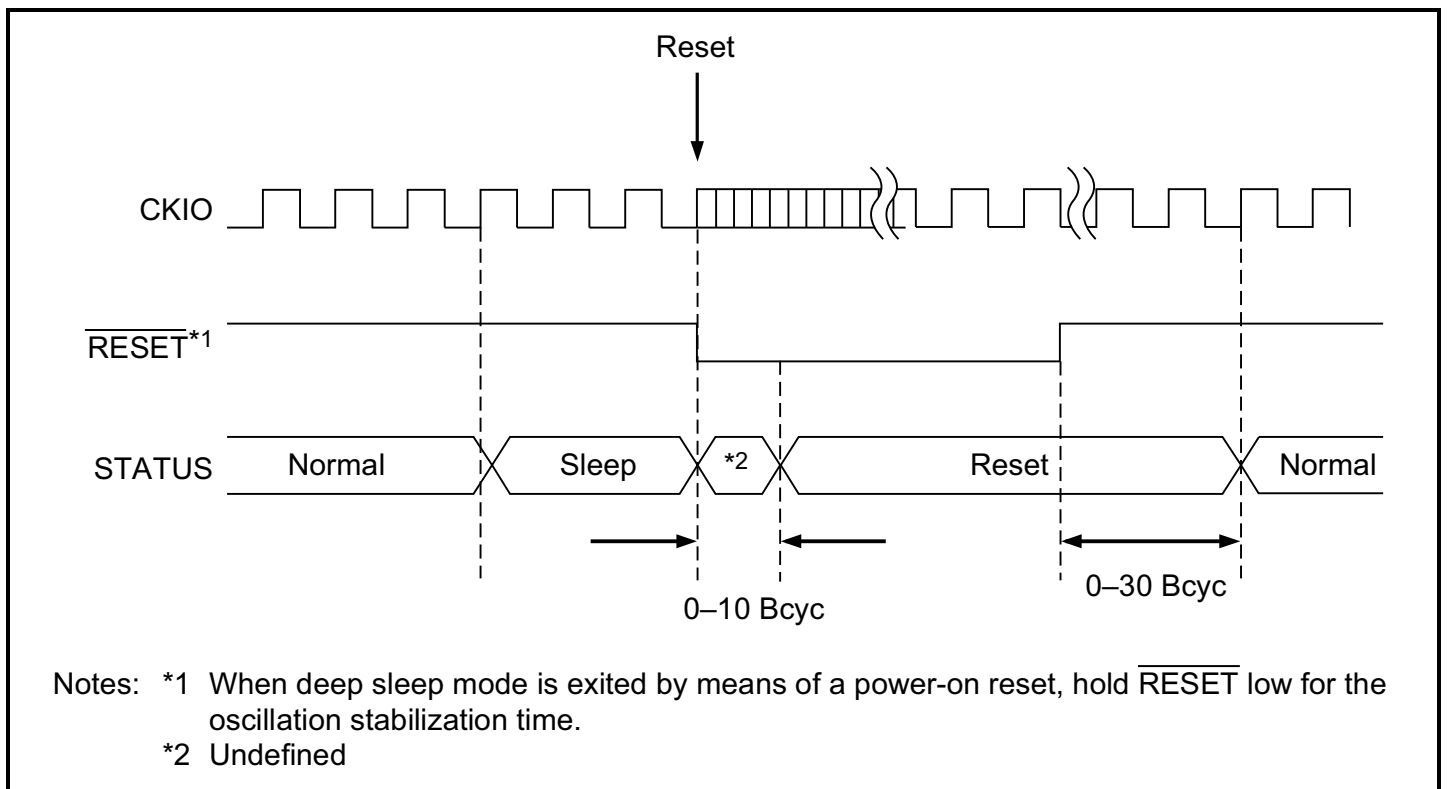 Reset
CKIO
RESET*1
STATUS Normal Sleep *2 Reset Normal
0–10 Bcyc
0–30 Bcyc
Notes: *1 When deep sleep mode is exited by means of a power-on reset, hold RESET low for the
oscillation stabilization time.
*2 Undefined